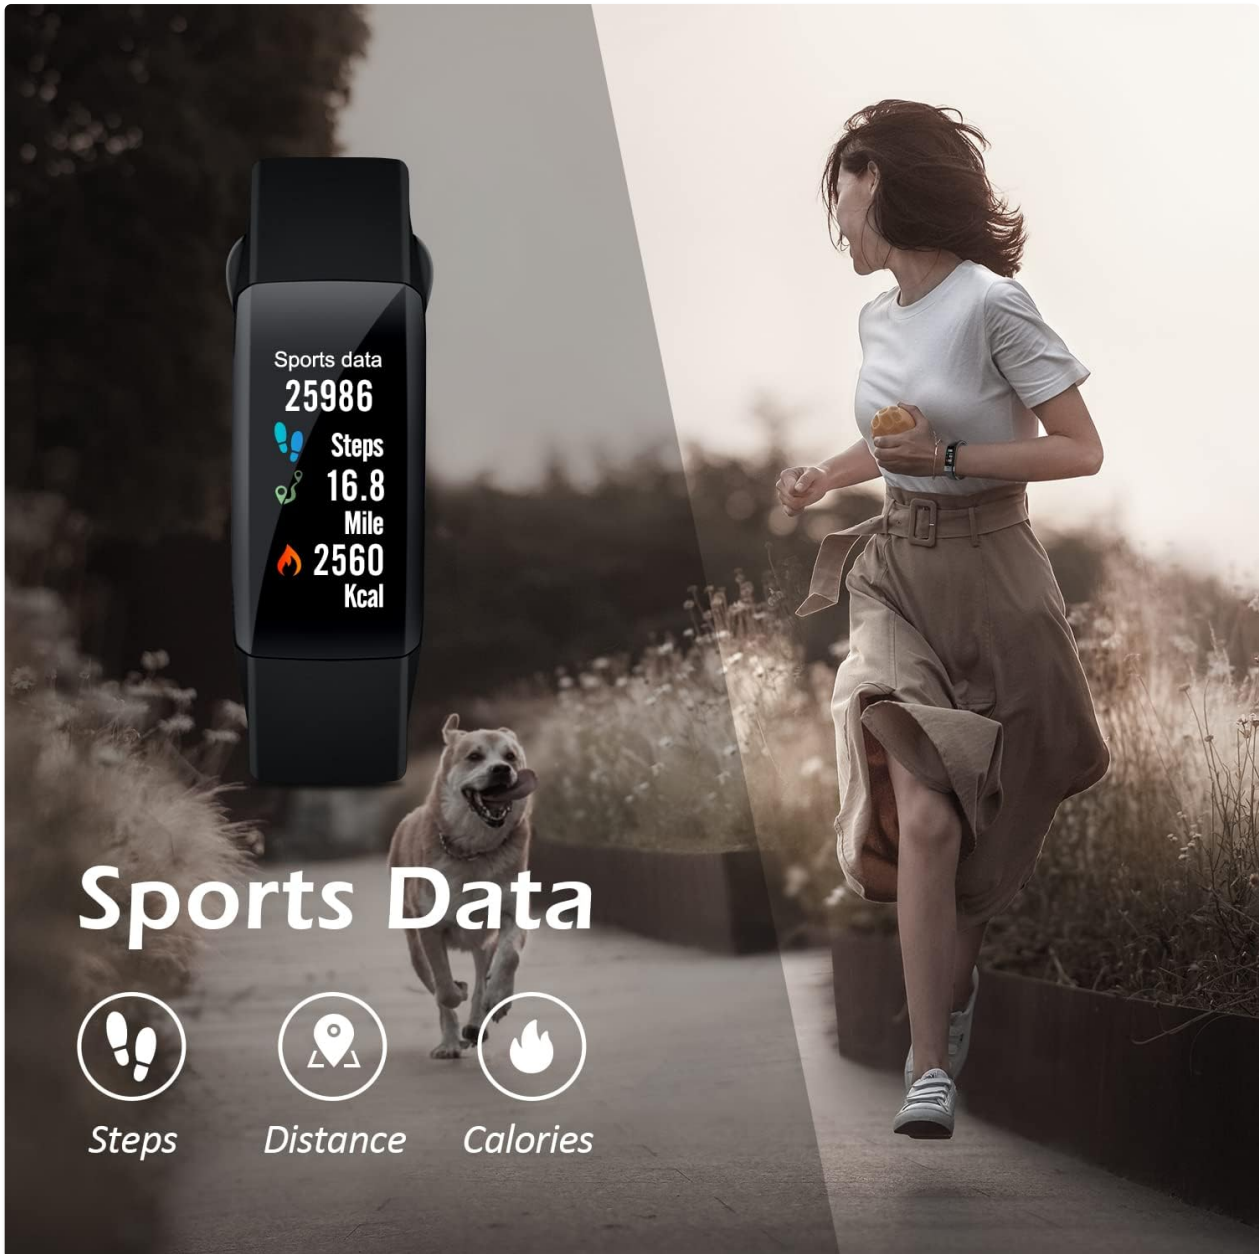 Sports data
25986
Steps
16.8
Mile
2560
Kcal
Sports Data
Steps
Distance
Calories